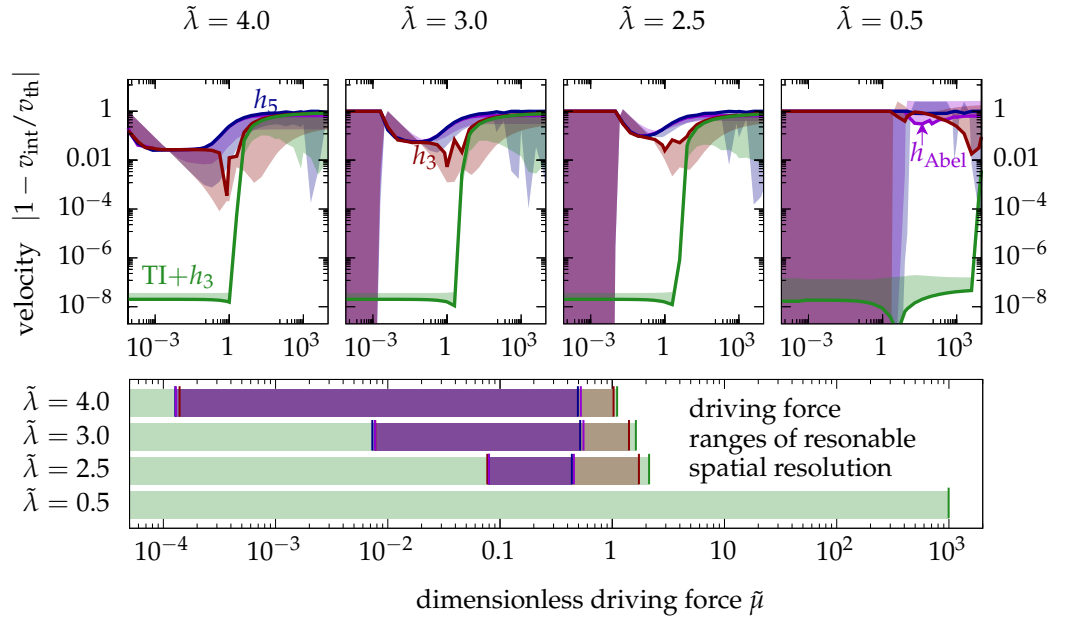 λ̃ = 4.0 λ̃ = 3.0 λ̃ = 2.5 λ̃ = 0.5
velocity |1 − v_int/v_th|
1
0.01
10⁻⁴
10⁻⁶
10⁻⁸
h₅
TI+h₃
h₃
h_Abel
1
0.01
10⁻⁴
10⁻⁶
10⁻⁸
10⁻³ 1 10³ 10⁻³ 1 10³ 10⁻³ 1 10³ 10⁻³ 1 10³
λ̃ = 4.0
λ̃ = 3.0
λ̃ = 2.5
λ̃ = 0.5
driving force
ranges of resonable
spatial resolution
10⁻⁴ 10⁻³ 10⁻² 0.1 1 10 10² 10³
dimensionless driving force μ̃